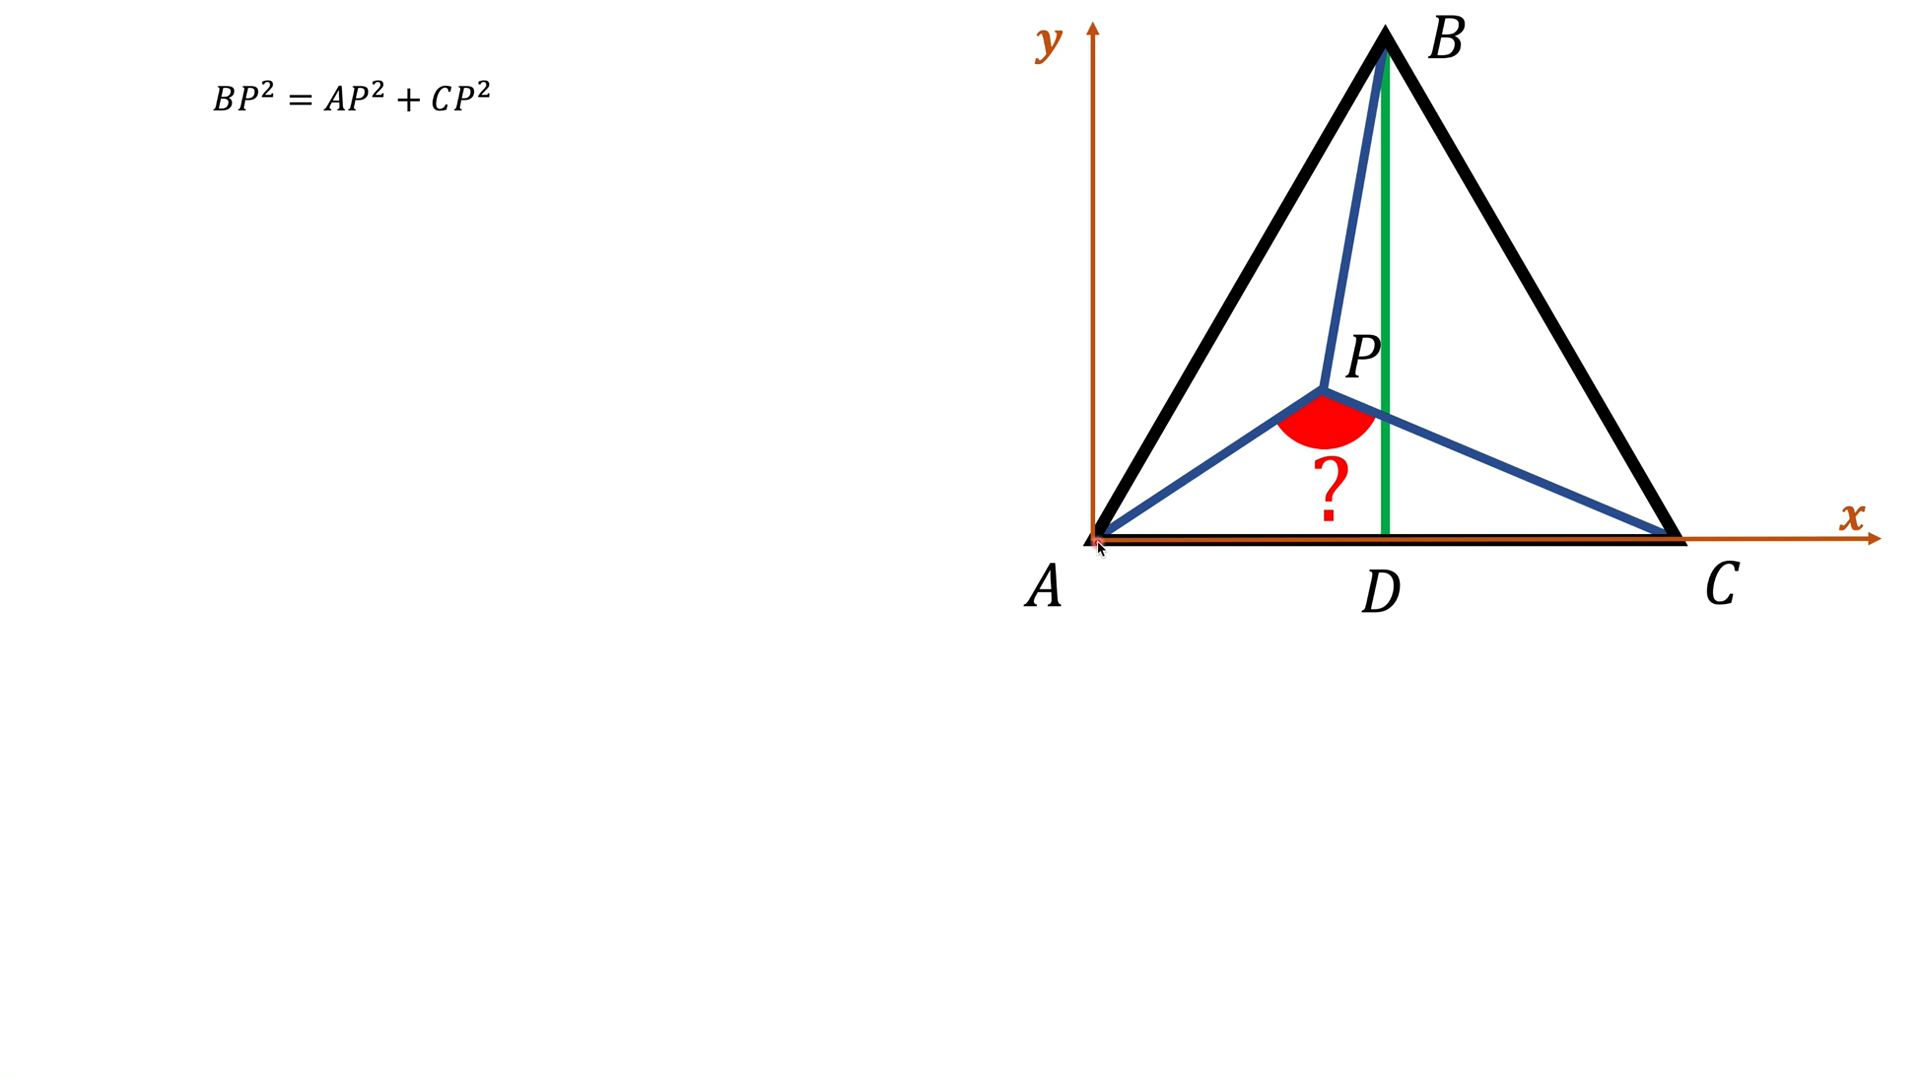 y
B
BP² = AP² + CP²
P
?
x
A
D
C